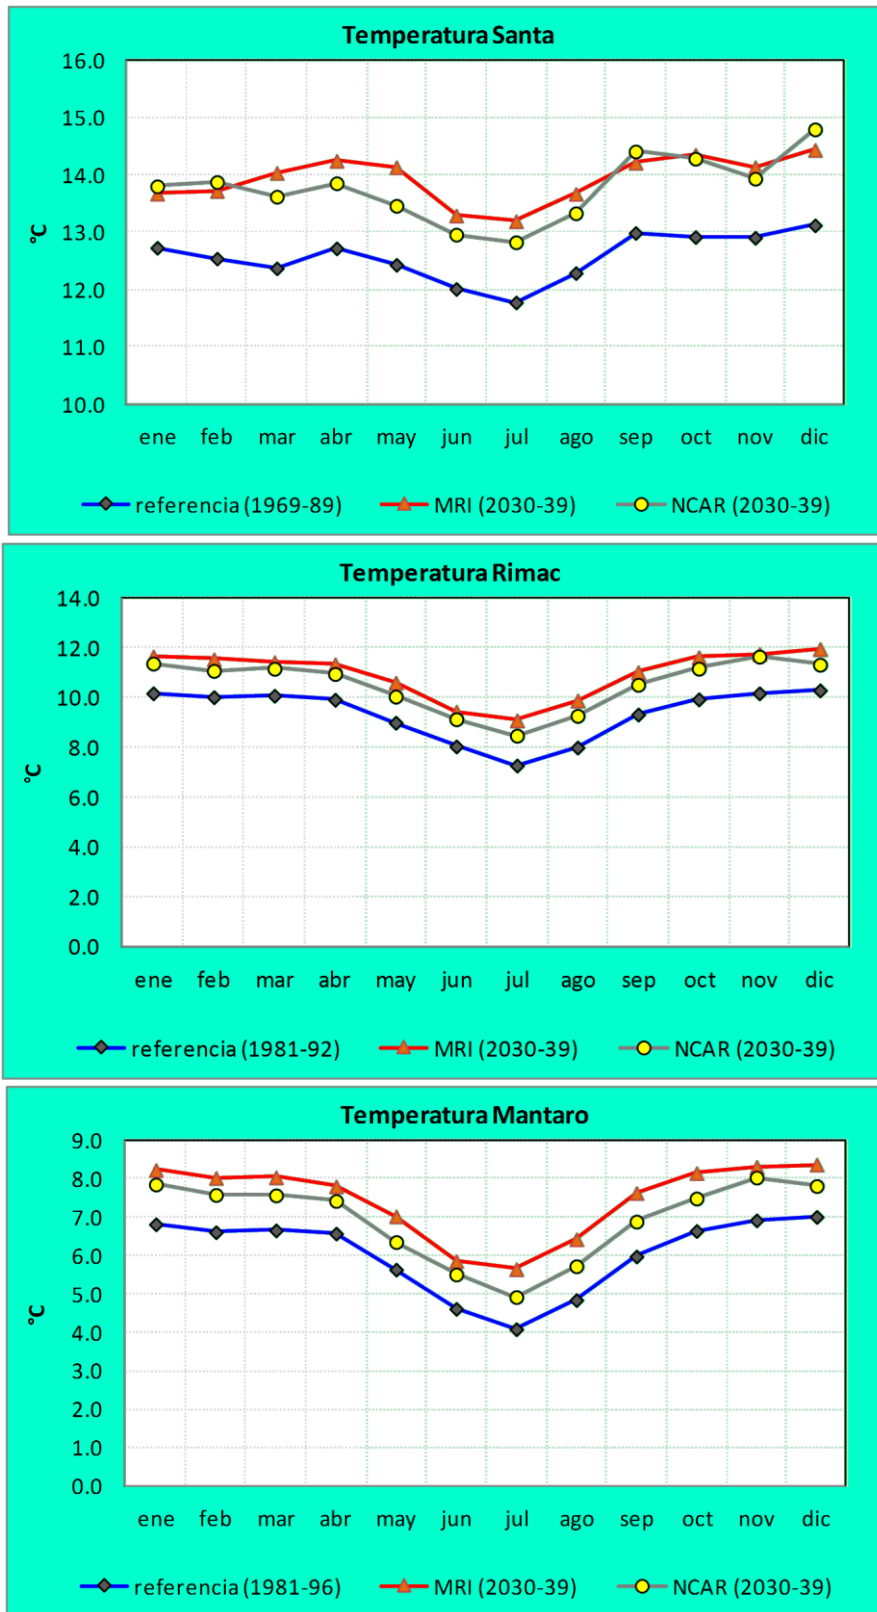 Temperatura Santa
16.0
15.0
14.0
13.0
12.0
11.0
10.0
°C
ene feb mar abr may jun jul ago sep oct nov dic
referencia (1969-89) MRI (2030-39) NCAR (2030-39)
Temperatura Rimac
14.0
12.0
10.0
8.0
6.0
4.0
2.0
0.0
°C
ene feb mar abr may jun jul ago sep oct nov dic
referencia (1981-92) MRI (2030-39) NCAR (2030-39)
Temperatura Mantaro
9.0
8.0
7.0
6.0
5.0
4.0
3.0
2.0
1.0
0.0
°C
ene feb mar abr may jun jul ago sep oct nov dic
referencia (1981-96) MRI (2030-39) NCAR (2030-39)